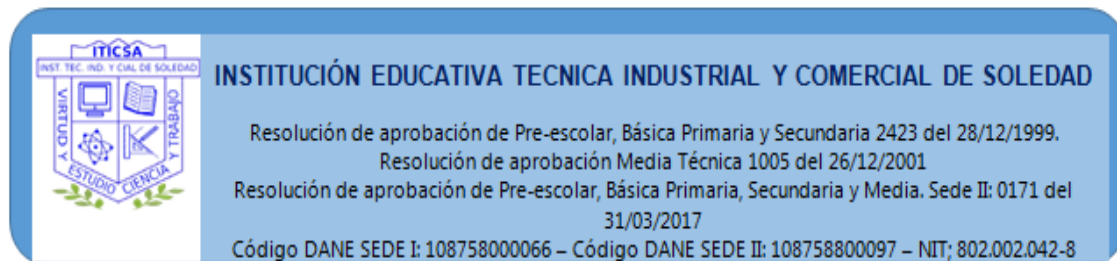 ITICSA
INST. TEC. IND. Y CIAL DE SOLEDAD
VIRTUD Y
ESTUDIO CIENCIA
Y TRABAJO
INSTITUCIÓN EDUCATIVA TECNICA INDUSTRIAL Y COMERCIAL DE SOLEDAD
Resolución de aprobación de Pre-escolar, Básica Primaria y Secundaria 2423 del 28/12/1999.
Resolución de aprobación Media Técnica 1005 del 26/12/2001
Resolución de aprobación de Pre-escolar, Básica Primaria, Secundaria y Media. Sede II: 0171 del
31/03/2017
Código DANE SEDE I: 108758000066 – Código DANE SEDE II: 108758800097 – NIT; 802.002.042-8